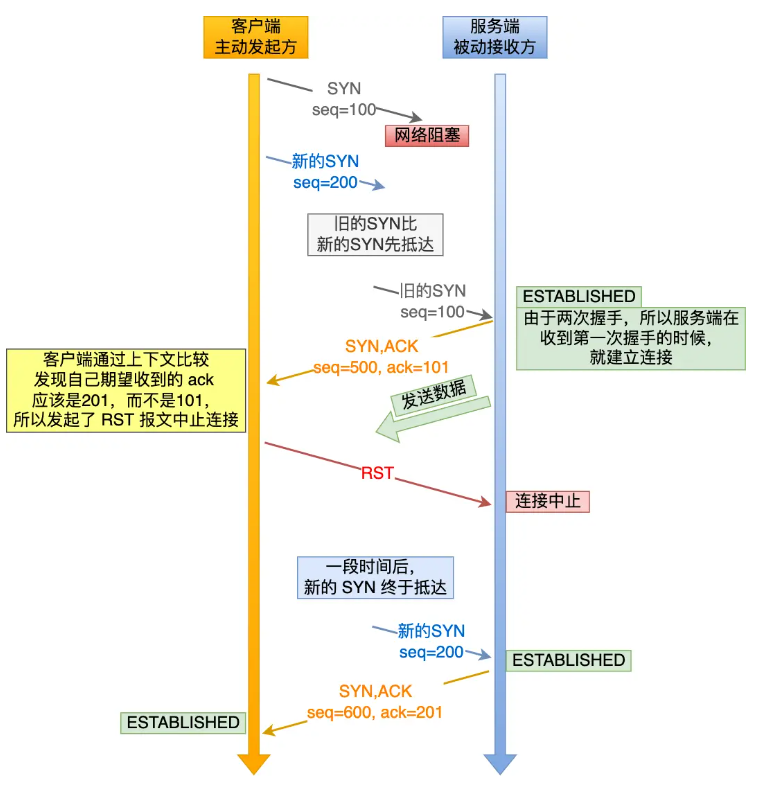 客户端
主动发起方
服务端
被动接收方
SYN
seq=100
网络阻塞
新的SYN
seq=200
旧的SYN比
新的SYN先抵达
旧的SYN
seq=100
ESTABLISHED
由于两次握手，所以服务端在
收到第一次握手的时候，
就建立连接
SYN,ACK
seq=500, ack=101
客户端通过上下文比较
发现自己期望收到的 ack
应该是201，而不是101，
所以发起了 RST 报文中止连接
发送数据
RST
连接中止
一段时间后，
新的 SYN 终于抵达
新的SYN
seq=200
ESTABLISHED
SYN,ACK
seq=600, ack=201
ESTABLISHED